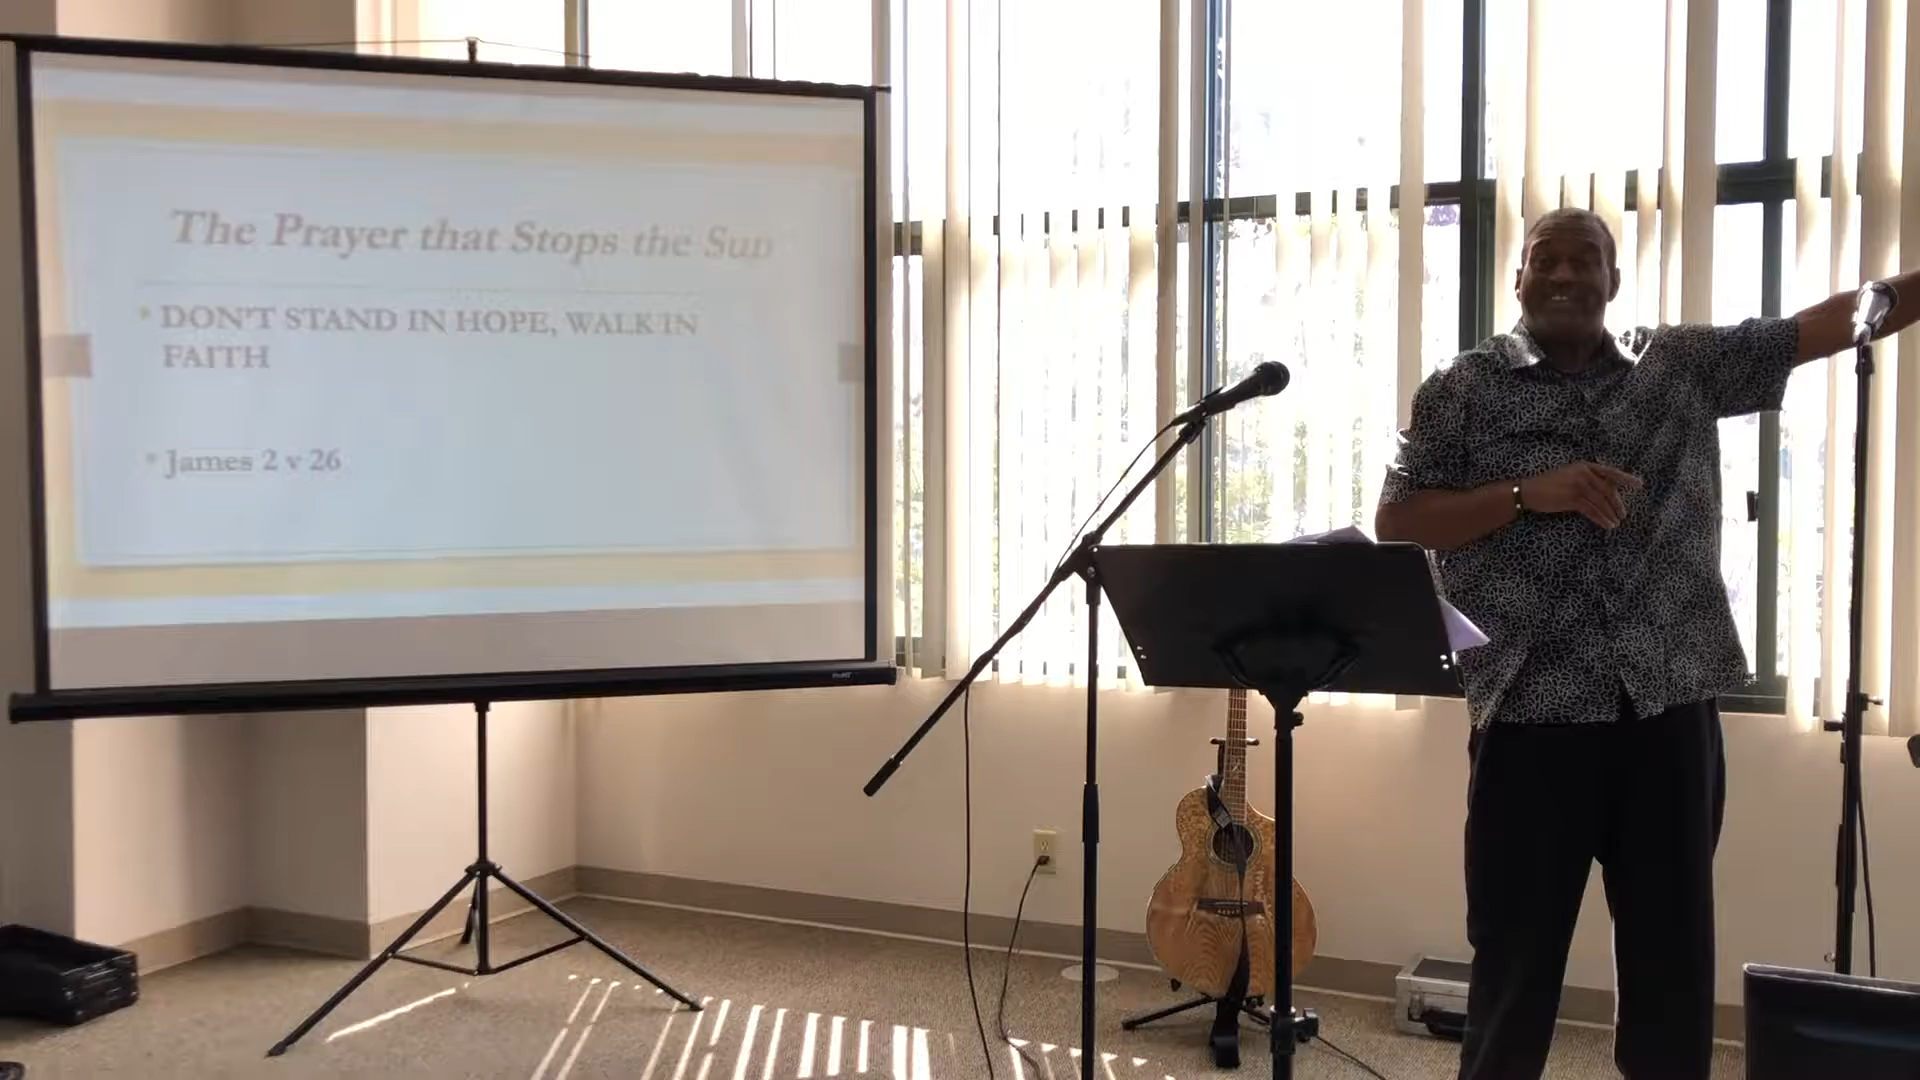 The Prayer that Stops the Sun
DON'T STAND IN HOPE, WALK IN
FAITH
James 2 v 26